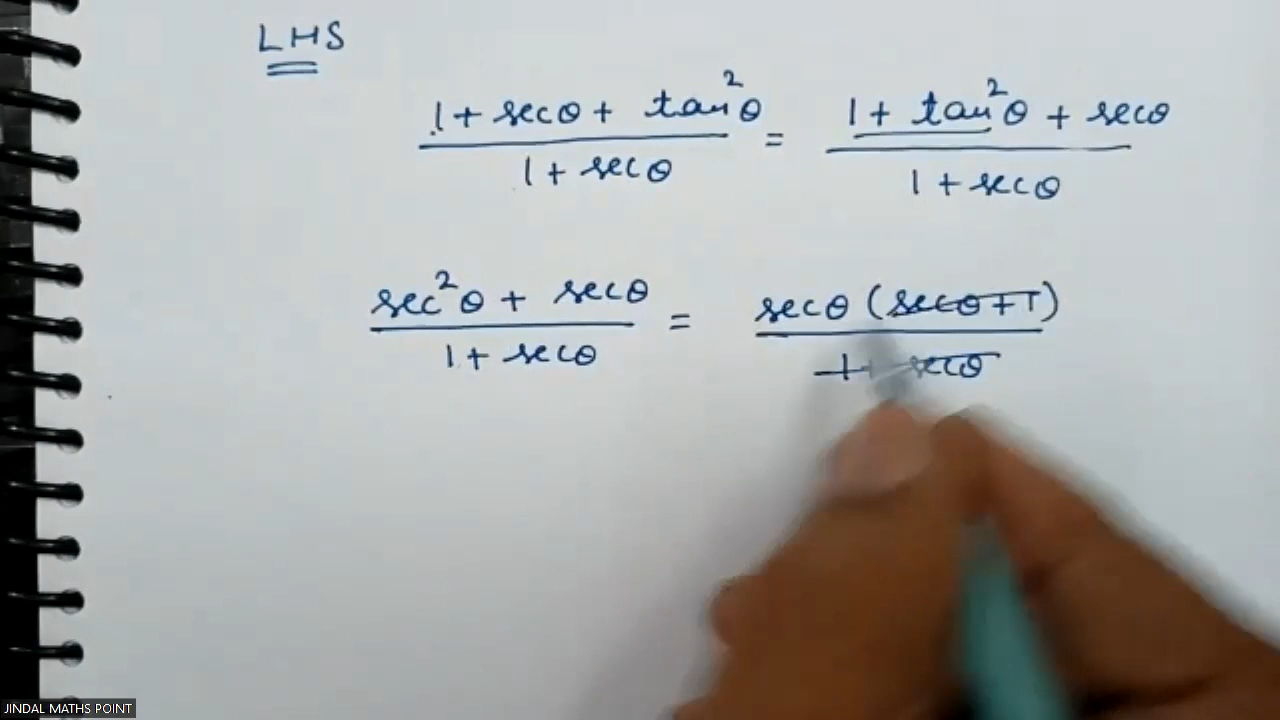 LHS
1 + secθ + tan²θ / 1 + secθ = 1 + tan²θ + secθ / 1 + secθ
sec²θ + secθ / 1 + secθ = secθ (secθ + 1) / 1 + secθ
JINDAL MATHS POINT